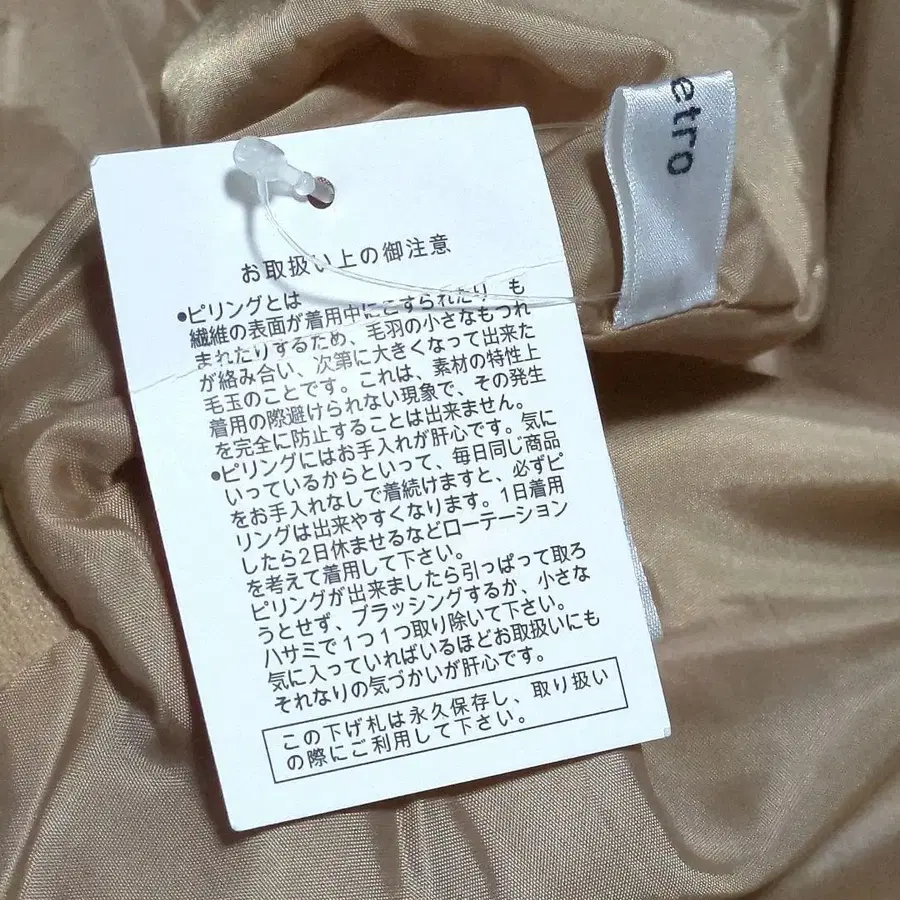 お取扱い上の御注意
●ピリングとは
繊維の表面が着用中にこすられたり も
まれたりするため、毛羽の小さなもつれ
が絡み合い、次第に大きくなって出来た
毛玉のことです。これは、素材の特性上
着用の際避けられない現象で、その発生
を完全に防止することは出来ません。
●ピリングにはお手入れが肝心です。気に
いっているからといって、毎日同じ商品
をお手入れなしで着続けますと、必ずピ
リングは出来やすくなります。1日着用
したら2日休ませるなどローテーション
を考えて着用して下さい。
ピリングが出来ましたら引っぱって取ろ
うとせず、ブラッシングするか、小さな
ハサミで1つ1つ取り除いて下さい。
気に入っていればいるほどお取扱いにも
それなりの気づかいが肝心です。
この下げ札は永久保存し、取り扱い
の際にご利用して下さい。
etro